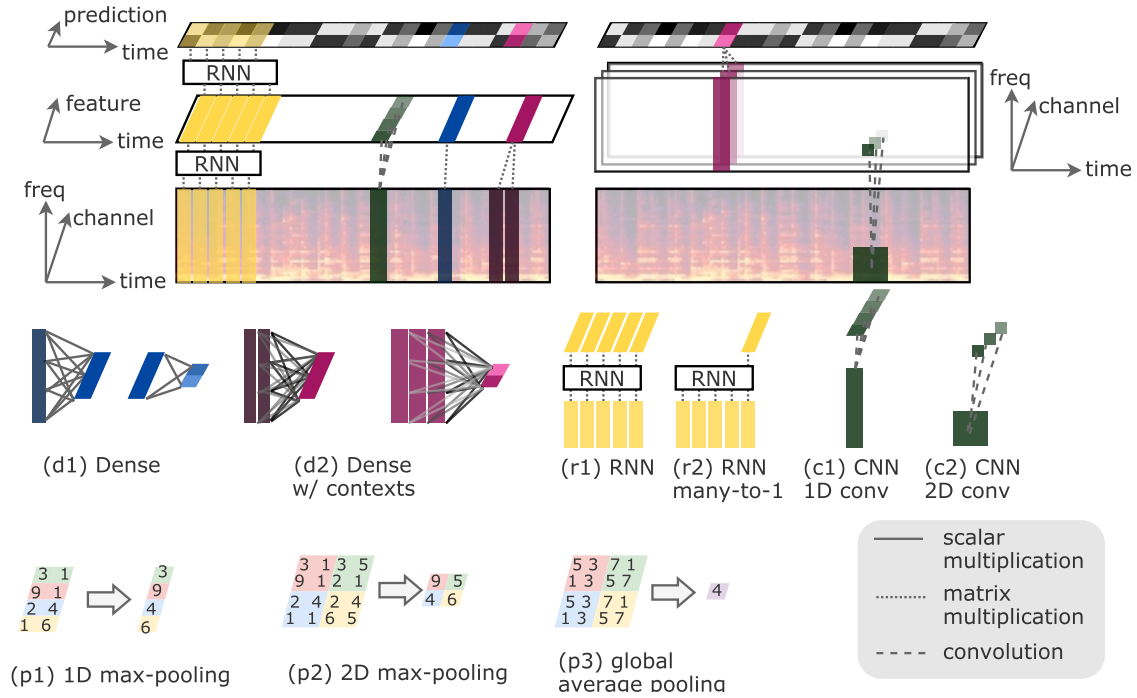 prediction
time
RNN
feature
time
RNN
freq
channel
time
freq
channel
time
RNN
RNN
(d1) Dense
(d2) Dense
w/ contexts
(r1) RNN
(r2) RNN
many-to-1
(c1) CNN
1D conv
(c2) CNN
2D conv
scalar
multiplication
matrix
multiplication
convolution
3 1
9 1
2 4
1 6
3
9
4
6
(p1) 1D max-pooling
3 1 3 5
9 1 2 1
2 4 2 4
1 1 6 5
9 5
4 6
(p2) 2D max-pooling
5 3 7 1
1 3 5 7
5 3 7 1
1 3 5 7
4
(p3) global
average pooling